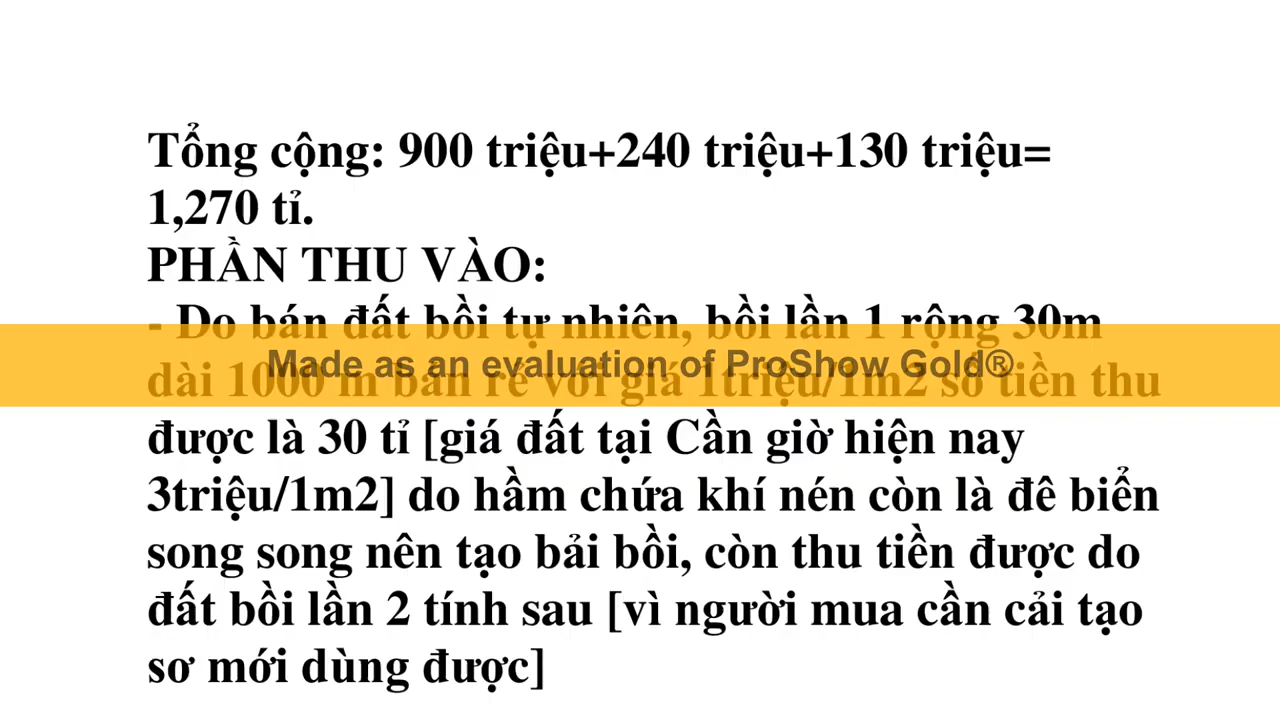 Tổng cộng: 900 triệu+240 triệu+130 triệu=
1,270 tỉ.
PHẦN THU VÀO:
- Do bán đất bồi tự nhiên, bồi lần 1 rộng 30m
Made as an evaluation of ProShow Gold®
dài 1000 m bán rẻ với giá 1triệu/1m2 số tiền thu
được là 30 tỉ [giá đất tại Cần giờ hiện nay
3triệu/1m2] do hầm chứa khí nén còn là đê biển
song song nên tạo bải bồi, còn thu tiền được do
đất bồi lần 2 tính sau [vì người mua cần cải tạo
sơ mới dùng được]